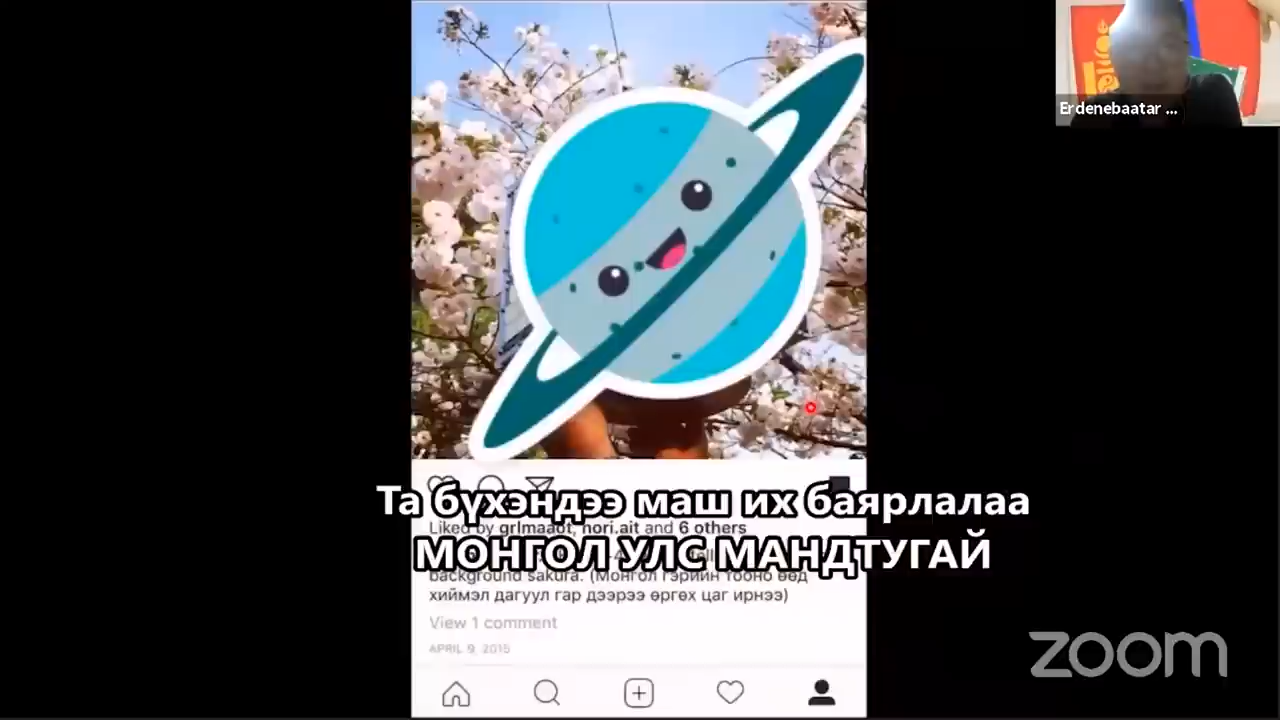 Erdenebaatar ...
Та бүхэндээ маш их баярлалаа
Liked by grlmaaot, nori.ait and 6 others
МОНГОЛ УЛС МАНДТУГАЙ
background sakura. (Монгол гэрийн тооно өөд
хиймэл дагуул гар дээрээ өргөх цаг ирнээ)
View 1 comment
APRIL 9, 2015
zoom